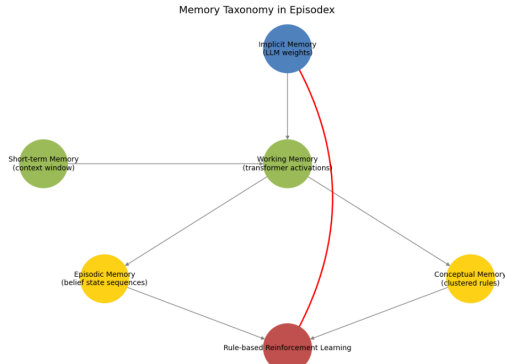 Memory Taxonomy in Episodex
Implicit Memory
(LLM weights)
Short-term Memory
(context window)
Working Memory
(transformer activations)
Episodic Memory
(belief state sequences)
Conceptual Memory
(clustered rules)
Rule-based Reinforcement Learning